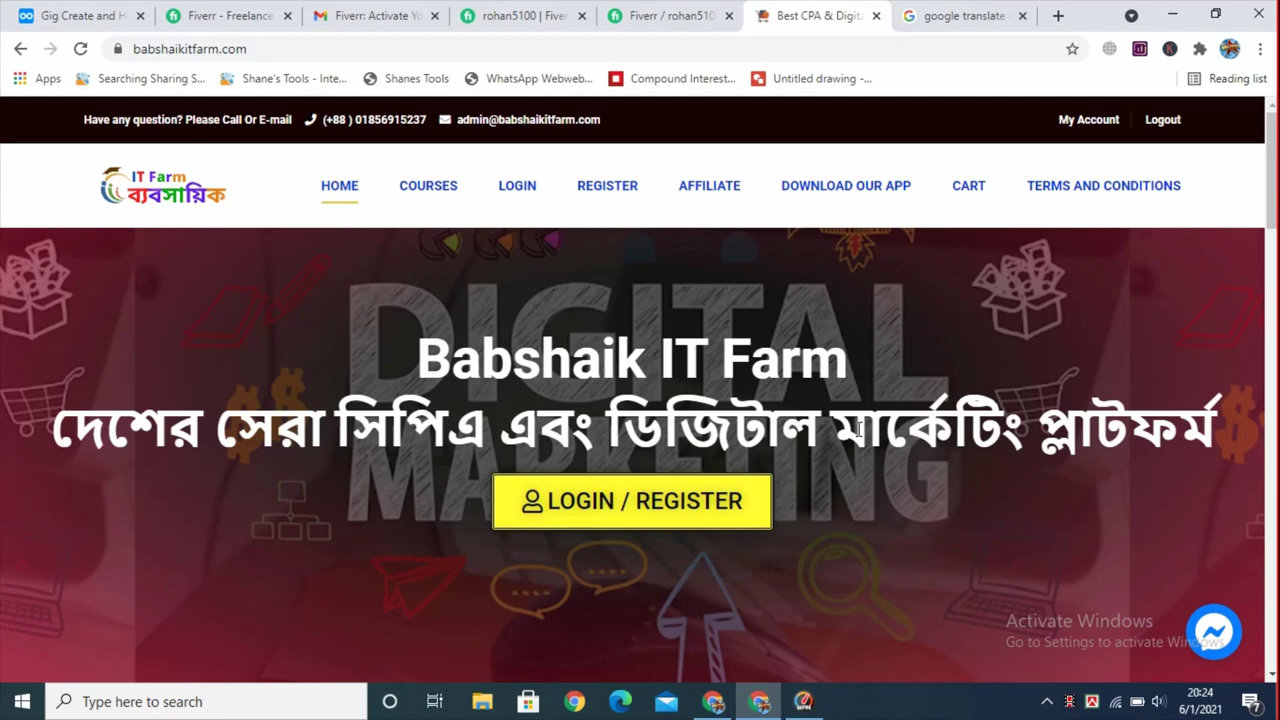 Gig Create and H
Fiverr - Freelance
Fiverr: Activate Yo
rohan5100 | Fiver
Fiverr / rohan510
Best CPA & Digit
google translate
babshaikitfarm.com
Apps
Searching Sharing S...
Shane's Tools - Inte...
Shanes Tools
WhatsApp Webweb...
Compound Interest...
Untitled drawing -...
Reading list
Have any question? Please Call Or E-mail (+88 ) 01856915237 admin@babshaikitfarm.com My Account Logout
IT Farm
ব্যবসায়িক
HOME COURSES LOGIN REGISTER AFFILIATE DOWNLOAD OUR APP CART TERMS AND CONDITIONS
DIGITAL
MARKETING
Babshaik IT Farm
দেশের সেরা সিপিএ এবং ডিজিটাল মার্কেটিং প্লাটফর্ম
LOGIN / REGISTER
Activate Windows
Go to Settings to activate Windows.
Type here to search
20:24
6/1/2021
7